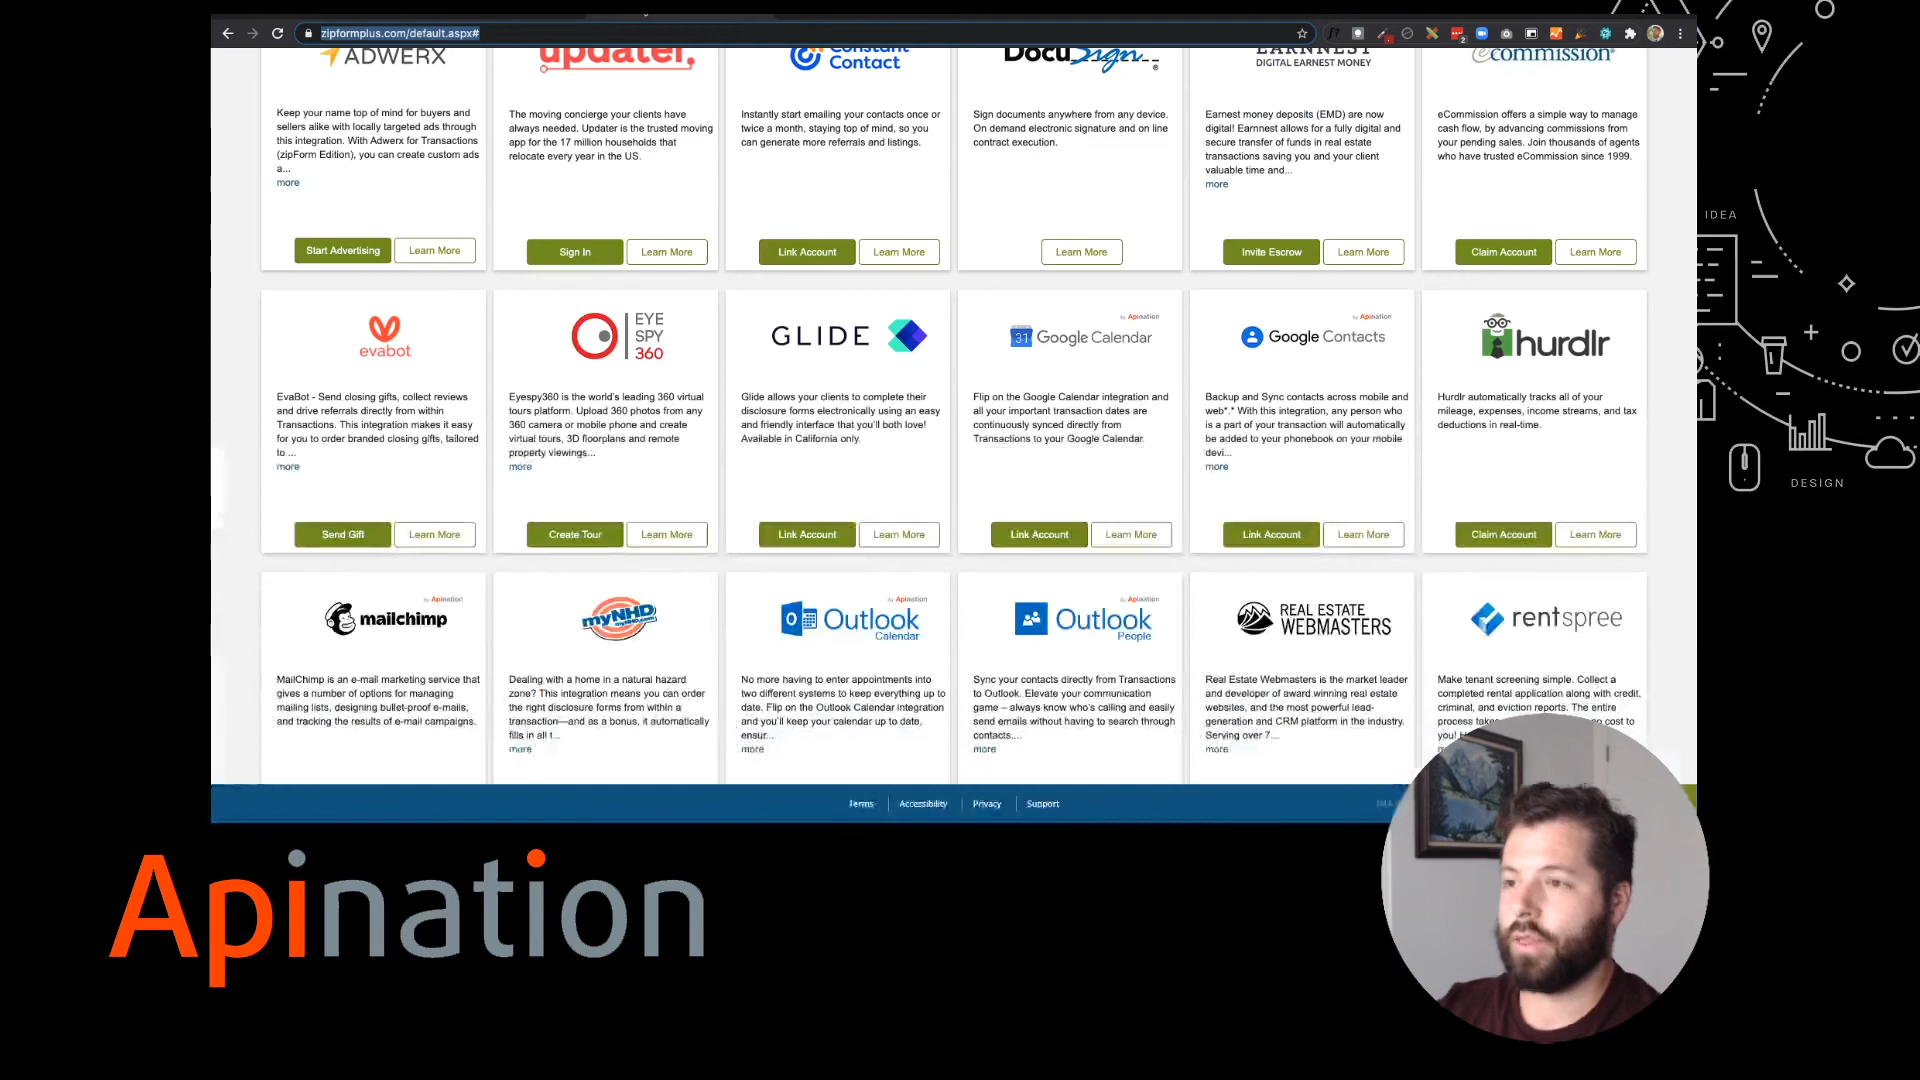 zipformplus.com/default.aspx#
ADWERX
updater.
Constant
Contact
DocuSign
EARNNEST
DIGITAL EARNEST MONEY
eCommission
Keep your name top of mind for buyers and
sellers alike with locally targeted ads through
this integration. With Adwerx for Transactions
(zipForm Edition), you can create custom ads
a...
more
Start Advertising
Learn More
The moving concierge your clients have
always needed. Updater is the trusted moving
app for the 17 million households that
relocate every year in the US.
Sign In
Learn More
Instantly start emailing your contacts once or
twice a month, staying top of mind, so you
can generate more referrals and listings.
Link Account
Learn More
Sign documents anywhere from any device.
On demand electronic signature and on line
contract execution.
Learn More
Earnest money deposits (EMD) are now
digital! Earnnest allows for a fully digital and
secure transfer of funds in real estate
transactions saving you and your client
valuable time and...
more
Invite Escrow
Learn More
eCommission offers a simple way to manage
cash flow, by advancing commissions from
your pending sales. Join thousands of agents
who have trusted eCommission since 1999.
Claim Account
Learn More
evabot
EvaBot - Send closing gifts, collect reviews
and drive referrals directly from within
Transactions. This integration makes it easy
for you to order branded closing gifts, tailored
to ...
more
Send Gift
Learn More
EYE
SPY
360
Eyespy360 is the world's leading 360 virtual
tours platform. Upload 360 photos from any
360 camera or mobile phone and create
virtual tours, 3D floorplans and remote
property viewings...
more
Create Tour
Learn More
GLIDE
Glide allows your clients to complete their
disclosure forms electronically using an easy
and friendly interface that you'll both love!
Available in California only.
Link Account
Learn More
by Apination
31 Google Calendar
Flip on the Google Calendar integration and
all your important transaction dates are
continuously synced directly from
Transactions to your Google Calendar.
Link Account
Learn More
by Apination
Google Contacts
Backup and Sync contacts across mobile and
web*.* With this integration, any person who
is a part of your transaction will automatically
be added to your phonebook on your mobile
devi...
more
Link Account
Learn More
hurdlr
Hurdlr automatically tracks all of your
mileage, expenses, income streams, and tax
deductions in real-time.
Claim Account
Learn More
by Apination
mailchimp
MailChimp is an e-mail marketing service that
gives a number of options for managing
mailing lists, designing bullet-proof e-mails,
and tracking the results of e-mail campaigns.
myNHD
myNHD.com
Dealing with a home in a natural hazard
zone? This integration means you can order
the right disclosure forms from within a
transaction—and as a bonus, it automatically
fills in all t...
more
by Apination
Outlook
Calendar
No more having to enter appointments into
two different systems to keep everything up to
date. Flip on the Outlook Calendar integration
and you'll keep your calendar up to date,
ensur...
more
by Apination
Outlook
People
Sync your contacts directly from Transactions
to Outlook. Elevate your communication
game – always know who's calling and easily
send emails without having to search through
contacts....
more
REAL ESTATE
WEBMASTERS
Real Estate Webmasters is the market leader
and developer of award winning real estate
websites, and the most powerful lead-
generation and CRM platform in the industry.
Serving over 7...
more
rentspree
Make tenant screening simple. Collect a
completed rental application along with credit,
criminal, and eviction reports. The entire
process takes no cost to
you!
Terms
Accessibility
Privacy
Support
IDEA
DESIGN
Apination